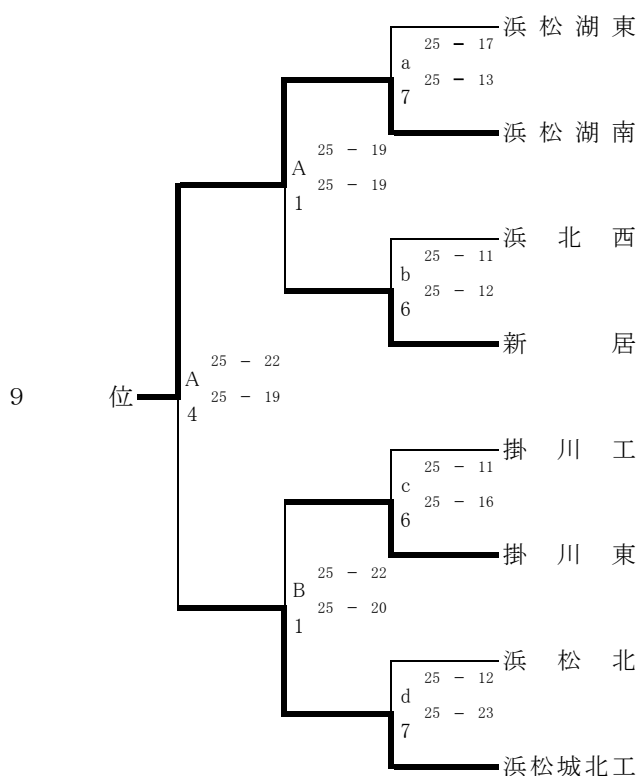 浜松湖東
25 － 17
a
25 － 13
7
浜松湖南
25 － 19
A
25 － 19
1
浜北西
25 － 11
b
25 － 12
6
新居
25 － 22
A
9位
25 － 19
4
掛川工
25 － 11
c
25 － 16
6
掛川東
25 － 22
B
25 － 20
1
浜松北
25 － 12
d
25 － 23
7
浜松城北工